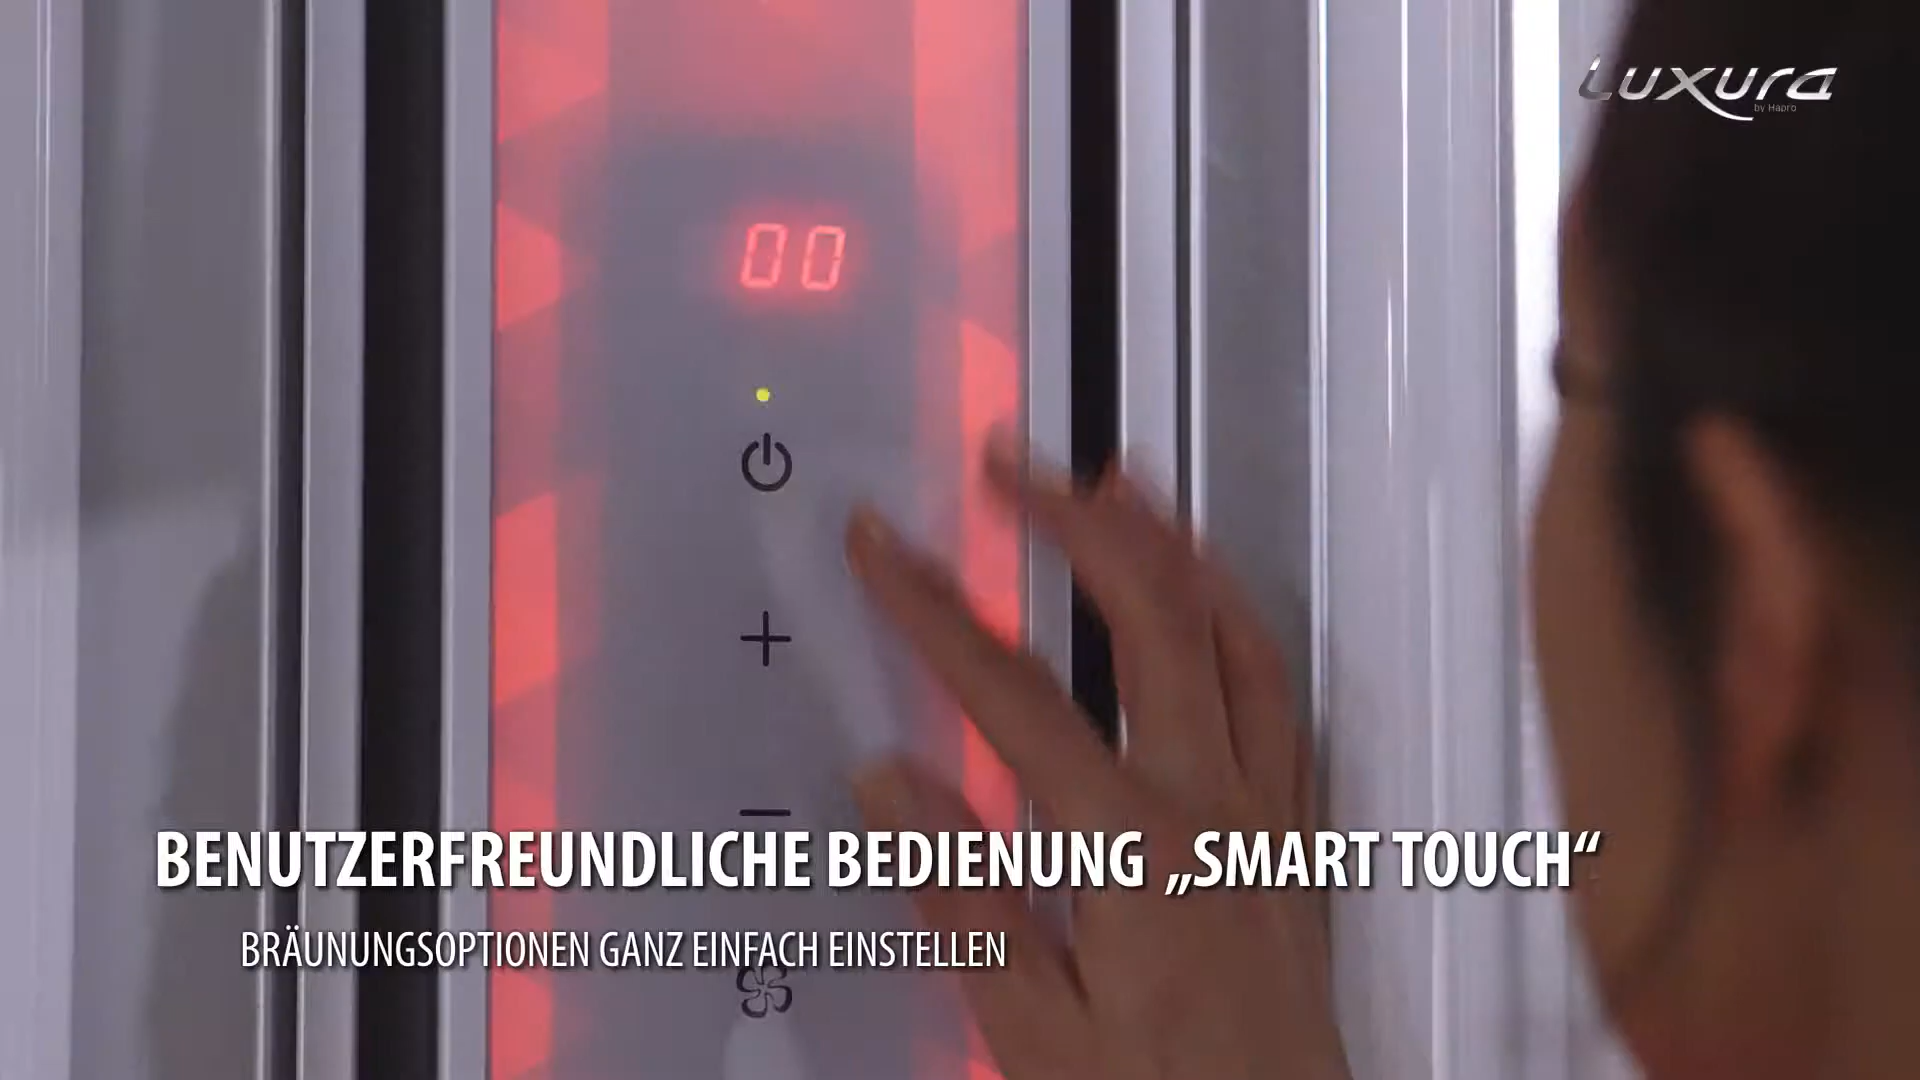 Luxura
by Hapro
00
BENUTZERFREUNDLICHE BEDIENUNG „SMART TOUCH“
BRÄUNUNGSOPTIONEN GANZ EINFACH EINSTELLEN